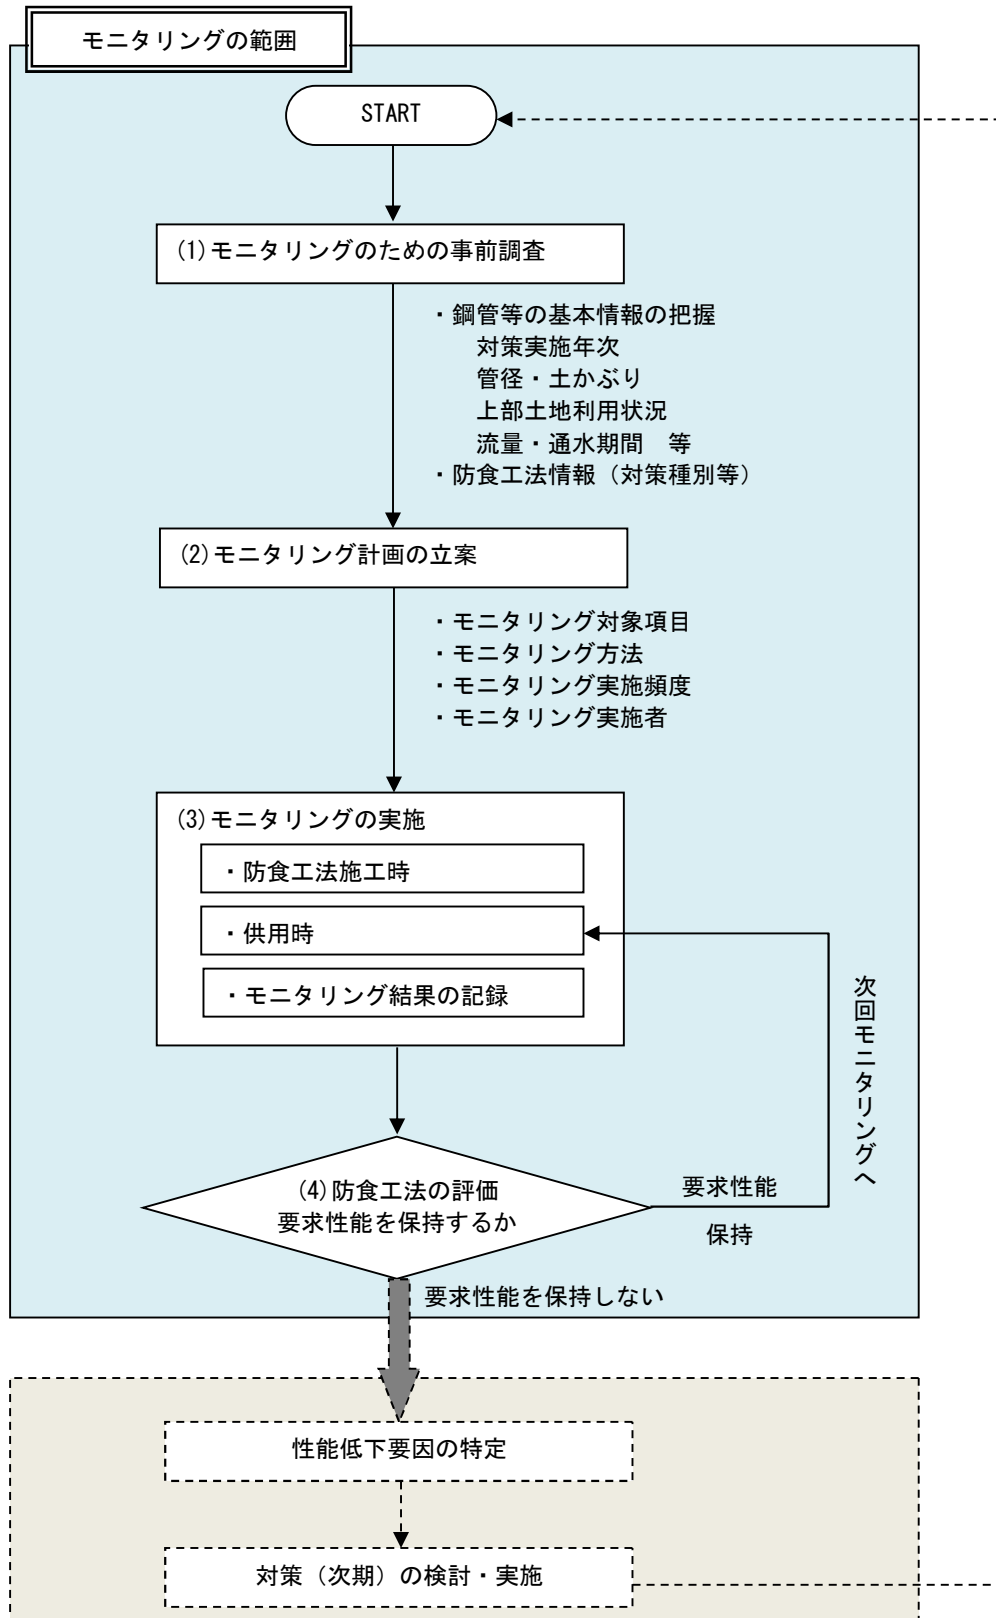 モニタリングの範囲
START
(1)モニタリングのための事前調査
・鋼管等の基本情報の把握
対策実施年次
管径・土かぶり
上部土地利用状況
流量・通水期間　等
・防食工法情報（対策種別等）
(2)モニタリング計画の立案
・モニタリング対象項目
・モニタリング方法
・モニタリング実施頻度
・モニタリング実施者
(3)モニタリングの実施
・防食工法施工時
・供用時
・モニタリング結果の記録
次回モニタリングへ
(4)防食工法の評価
要求性能を保持するか
要求性能
保持
要求性能を保持しない
性能低下要因の特定
対策（次期）の検討・実施